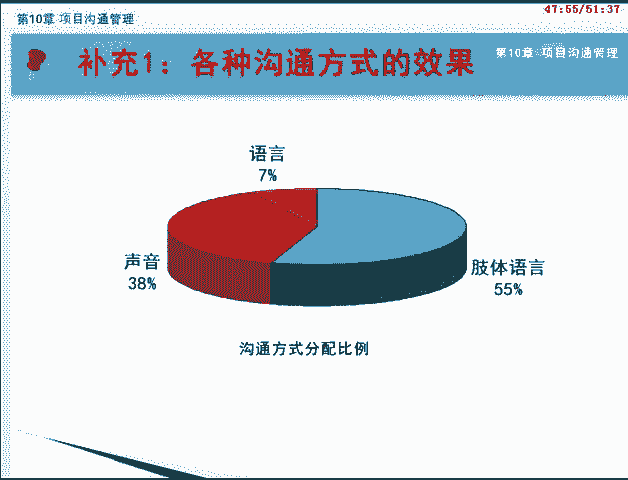 47:55/51:37
第10章 项目沟通管理
补充1：各种沟通方式的效果
第10章 项目沟通管理
语言
7%
声音
38%
肢体语言
55%
沟通方式分配比例